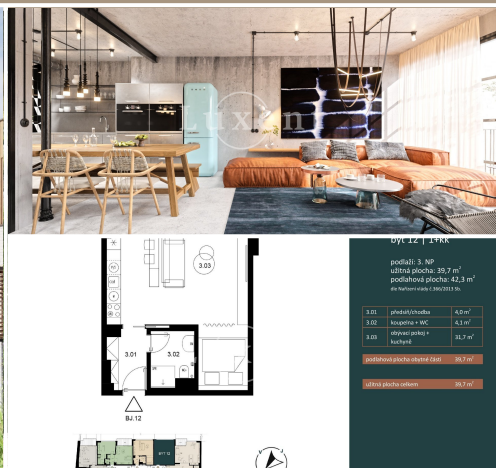 Luxent
byt 12 | 1+kk
podlaží: 3. NP
užitná plocha: 39,7 m²
podlahová plocha: 42,3 m²
dle Nařízení vlády č.366/2013 Sb.
3.01 předsíň/chodba 4,0 m²
3.02 koupelna + WC 4,1 m²
3.03 obývací pokoj + kuchyně 31,7 m²
podlahová plocha obytné části 39,7 m²
užitná plocha celkem 39,7 m²
3.03
3.01
3.02
BJ.12
BYT 12